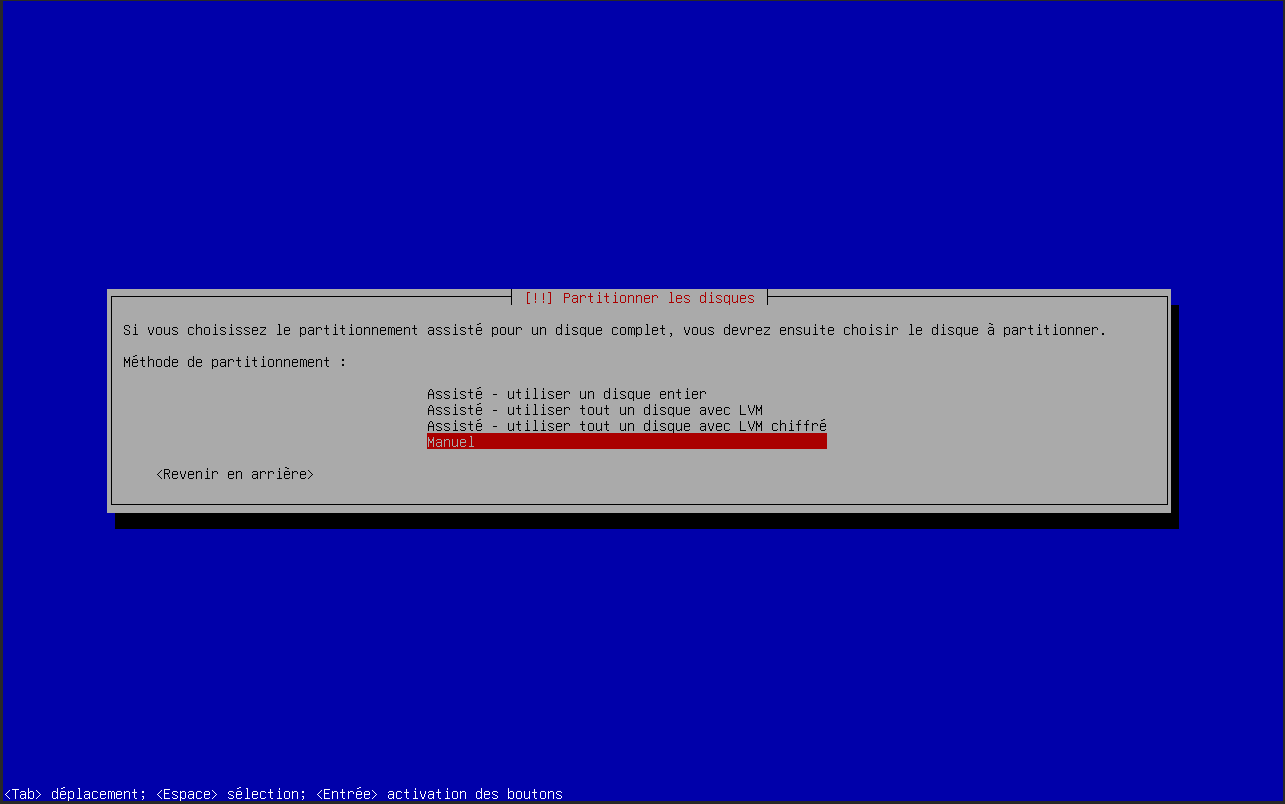 [!!] Partitionner les disques
Si vous choisissez le partitionnement assisté pour un disque complet, vous devrez ensuite choisir le disque à partitionner.
Méthode de partitionnement :
Assisté - utiliser un disque entier
Assisté - utiliser tout un disque avec LVM
Assisté - utiliser tout un disque avec LVM chiffré
Manuel
<Revenir en arrière>
<Tab> déplacement; <Espace> sélection; <Entrée> activation des boutons